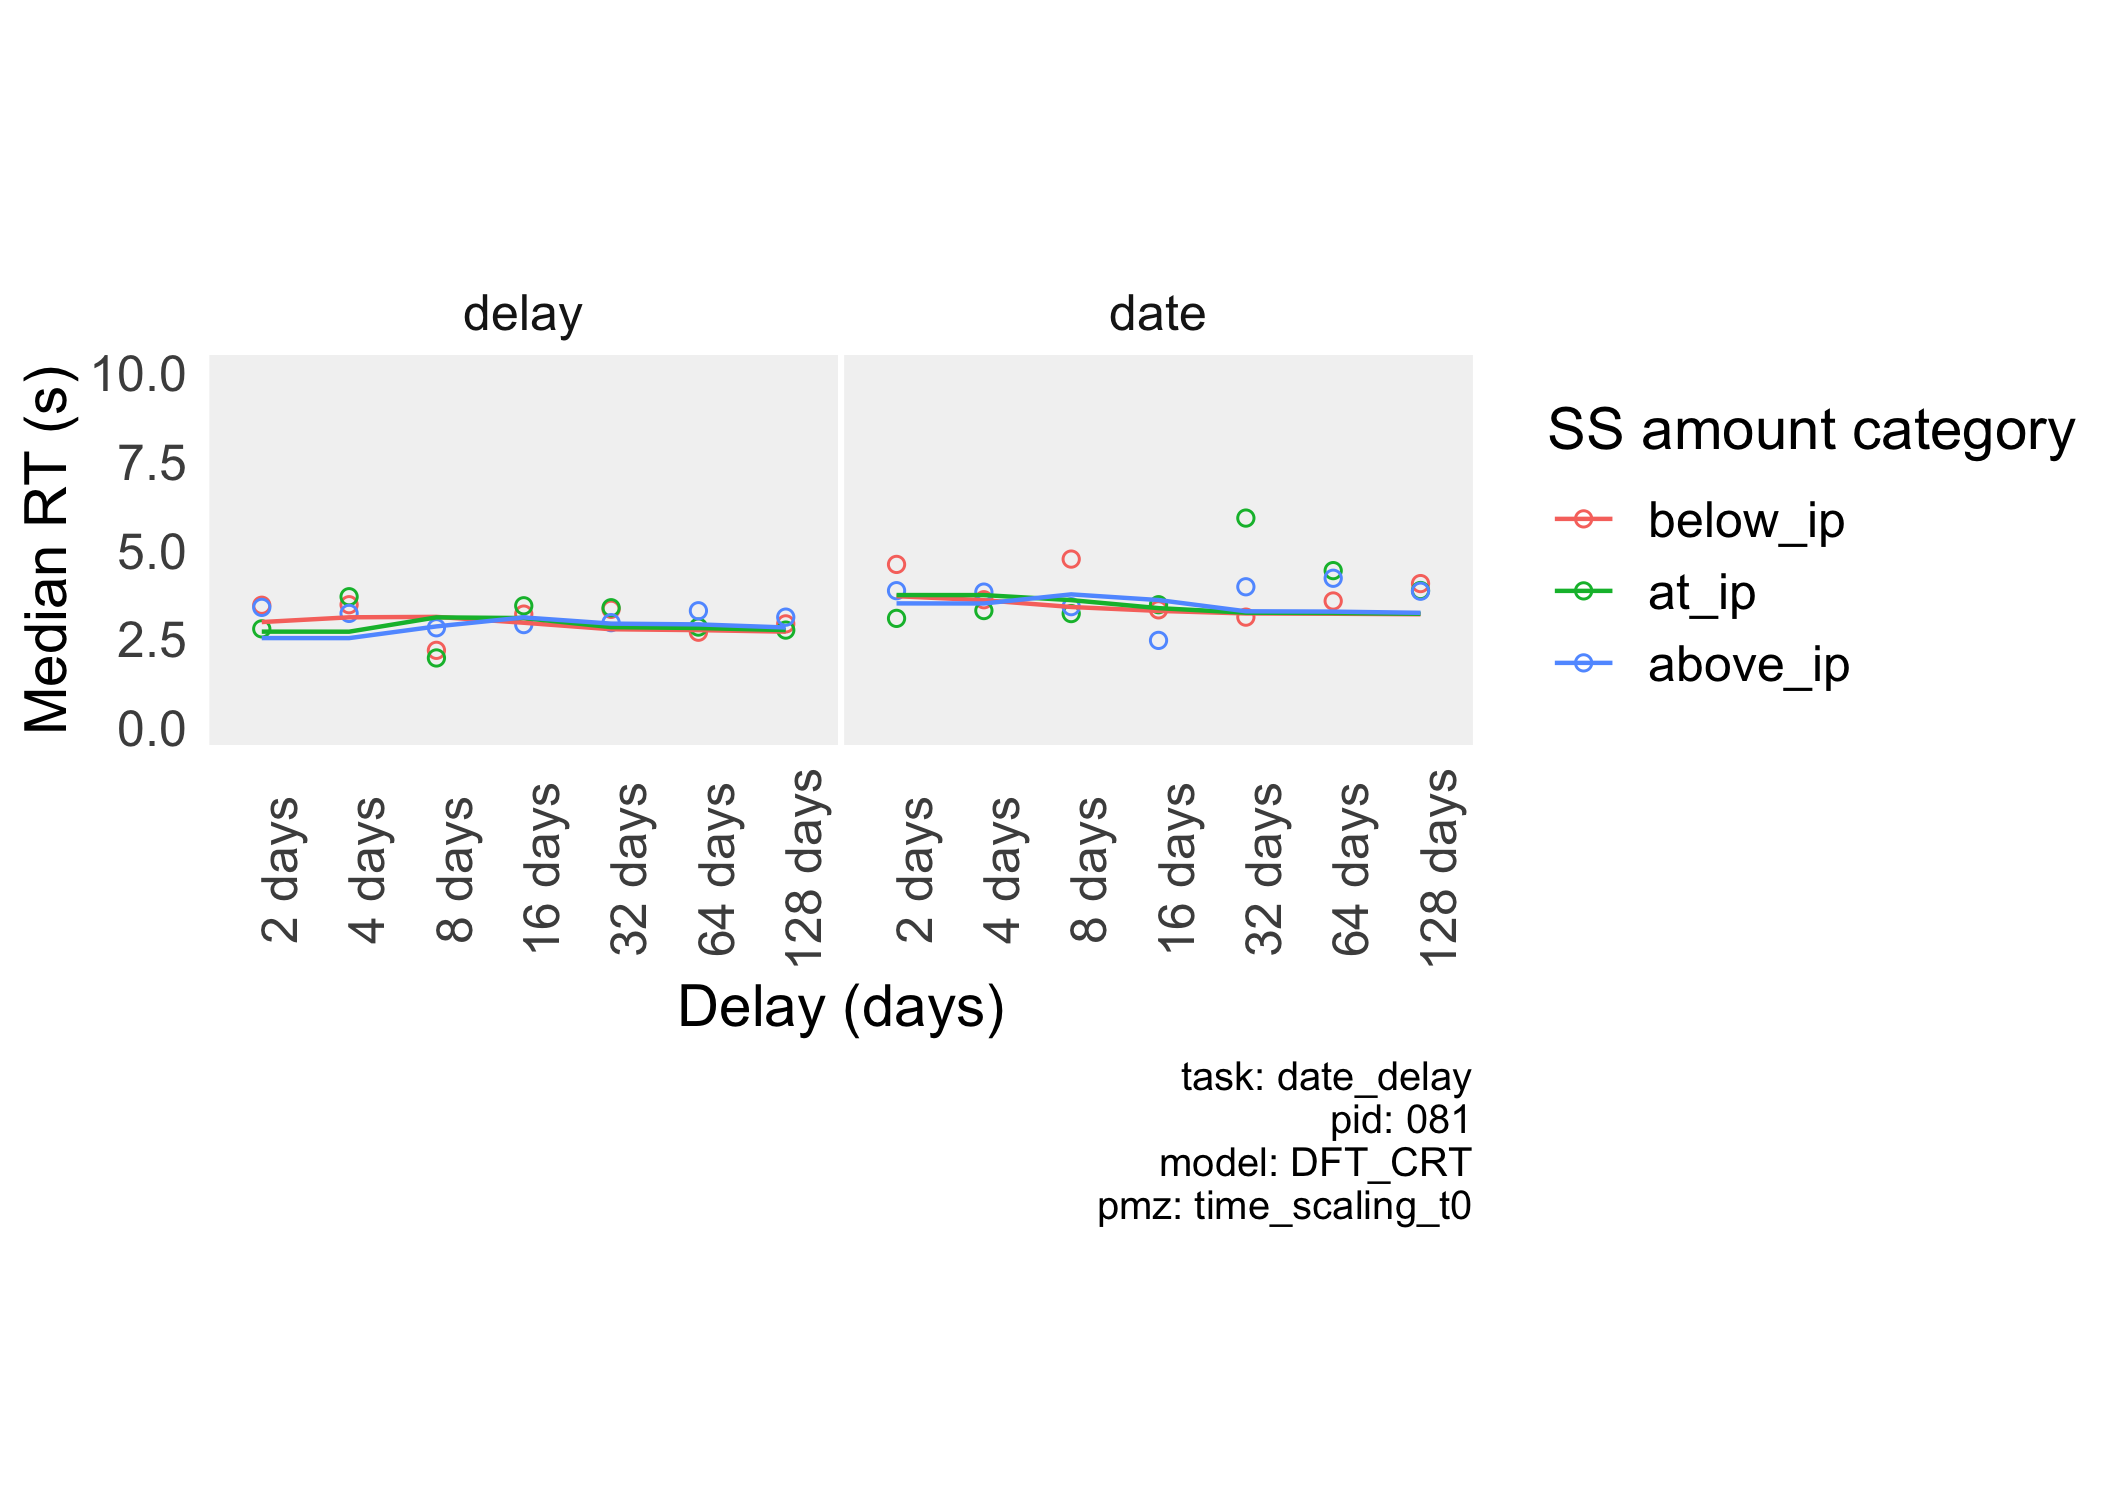 delay
date
Median RT (s)
10.0
7.5
5.0
2.5
0.0
2 days
4 days
8 days
16 days
32 days
64 days
128 days
2 days
4 days
8 days
16 days
32 days
64 days
128 days
Delay (days)
SS amount category
below_ip
at_ip
above_ip
task: date_delay
pid: 081
model: DFT_CRT
pmz: time_scaling_t0